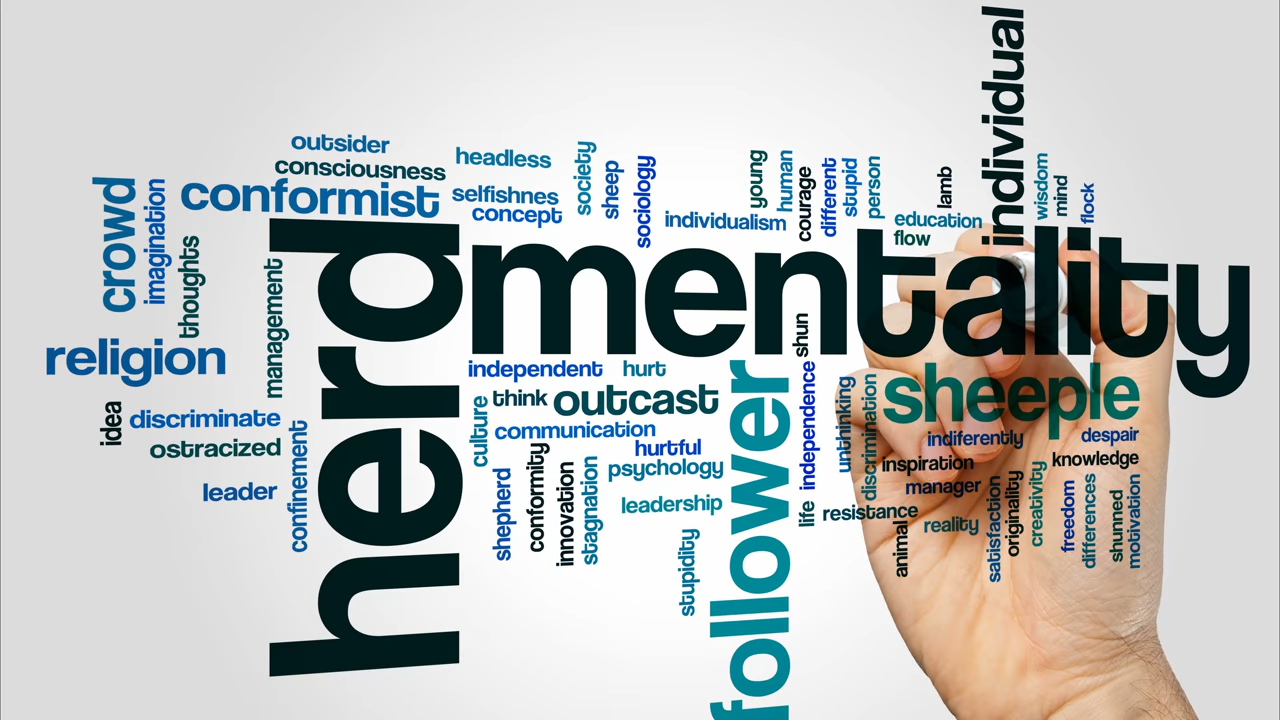 individual
outsider
consciousness
conformist
headless
selfishnes
concept
society
sheep
sociology
individualism
young
human
courage
different
stupid
person
lamb
education
flow
wisdom
mind
flock
crowd
imagination
thoughts
management
herd
mentality
religion
idea
discriminate
ostracized
leader
confinement
independent
hurt
shun
culture
think
outcast
communication
hurtful
psychology
leadership
shepherd
conformity
innovation
stagnation
stupidity
follower
independence
life
unthinking
discrimination
sheeple
indiferently
despair
inspiration
knowledge
manager
resistance
reality
animal
satisfaction
originality
creativity
freedom
differences
shunned
motivation